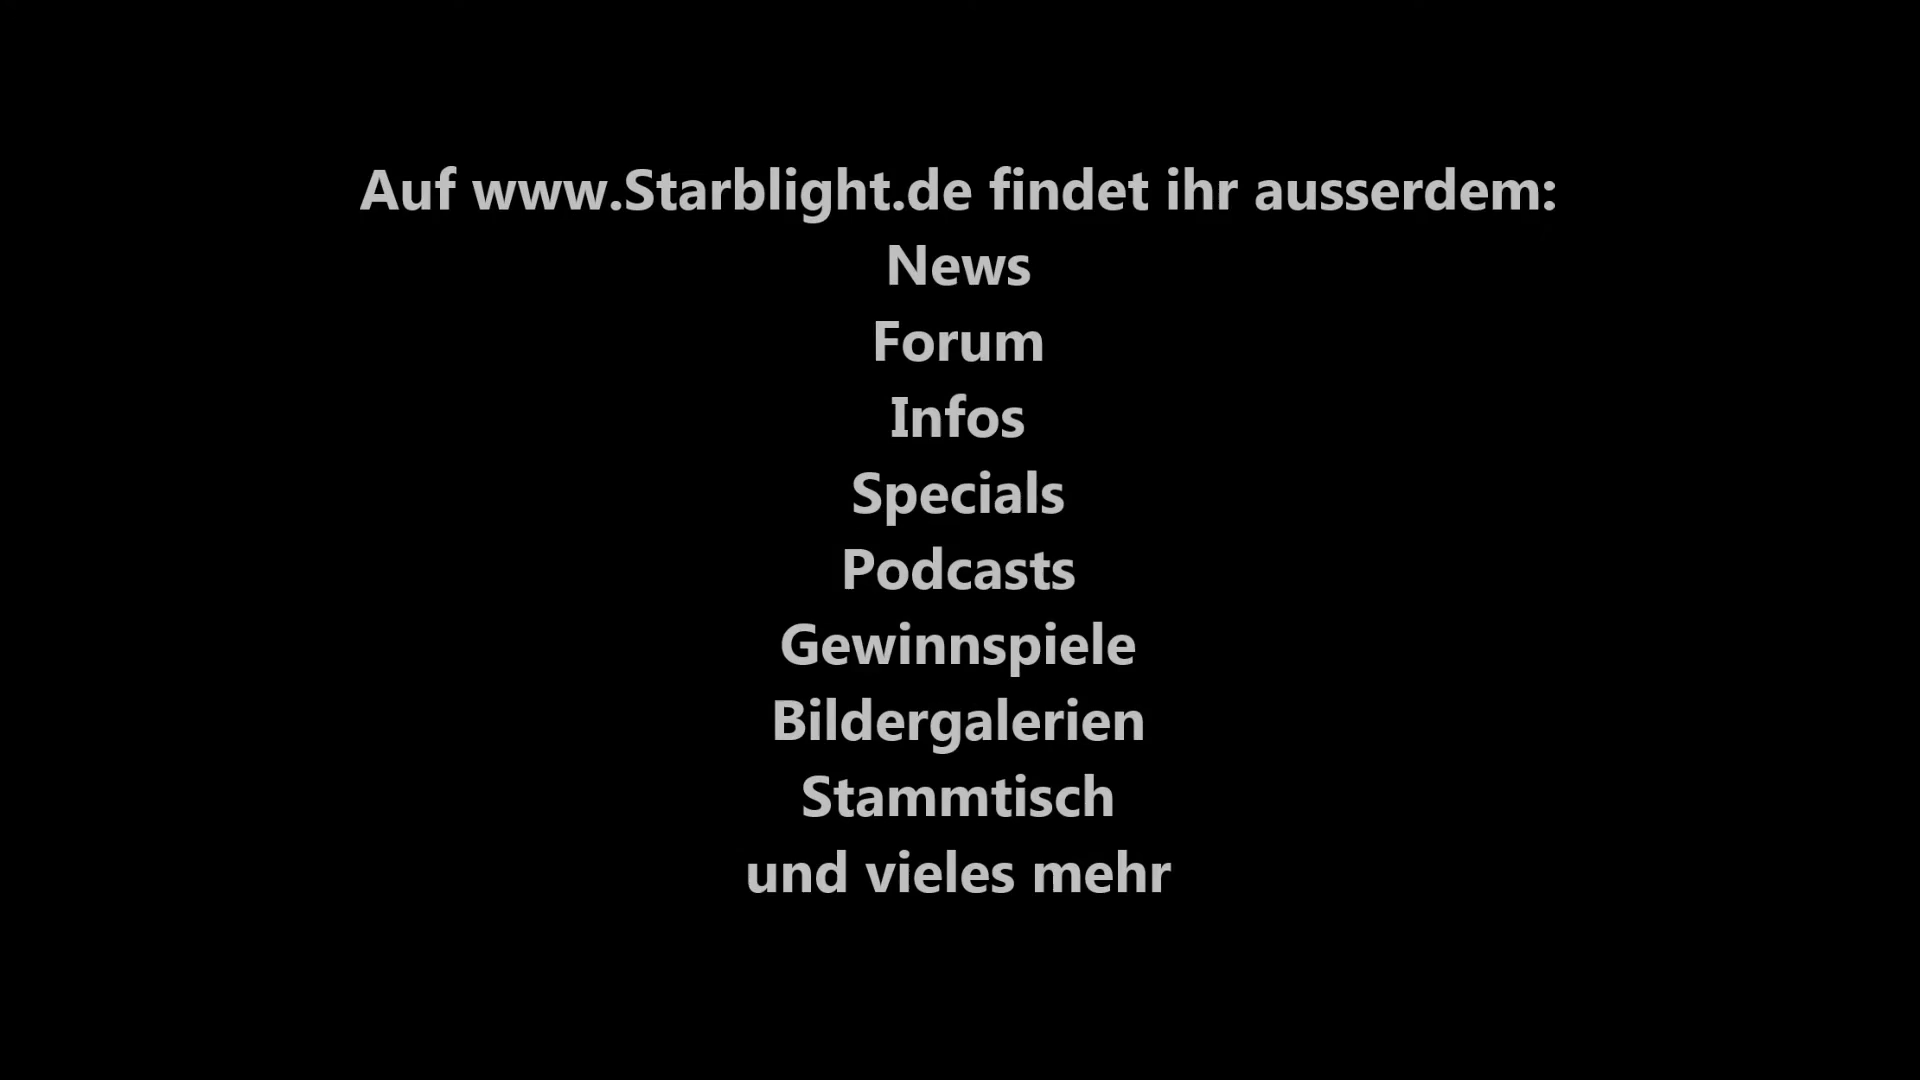 Auf www.Starblight.de findet ihr ausserdem:
News
Forum
Infos
Specials
Podcasts
Gewinnspiele
Bildergalerien
Stammtisch
und vieles mehr